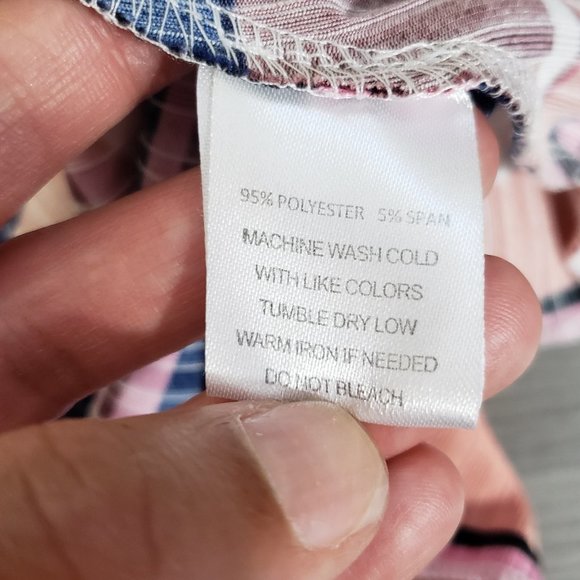 95% POLYESTER 5% SPAN
MACHINE WASH COLD
WITH LIKE COLORS
TUMBLE DRY LOW
WARM IRON IF NEEDED
DO NOT BLEACH